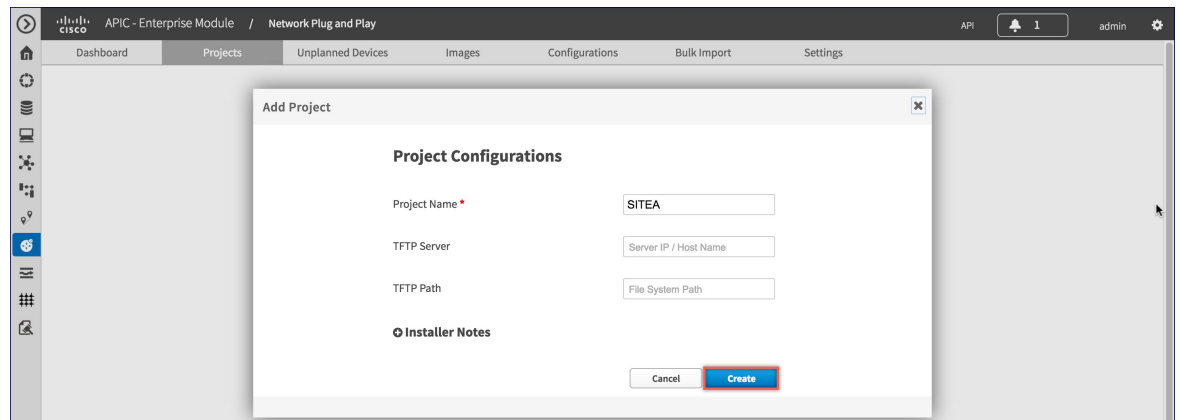 CISCO APIC - Enterprise Module / Network Plug and Play API 1 admin
Dashboard Projects Unplanned Devices Images Configurations Bulk Import Settings
Add Project
Project Configurations
Project Name * SITEA
TFTP Server Server IP / Host Name
TFTP Path File System Path
Installer Notes
Cancel Create